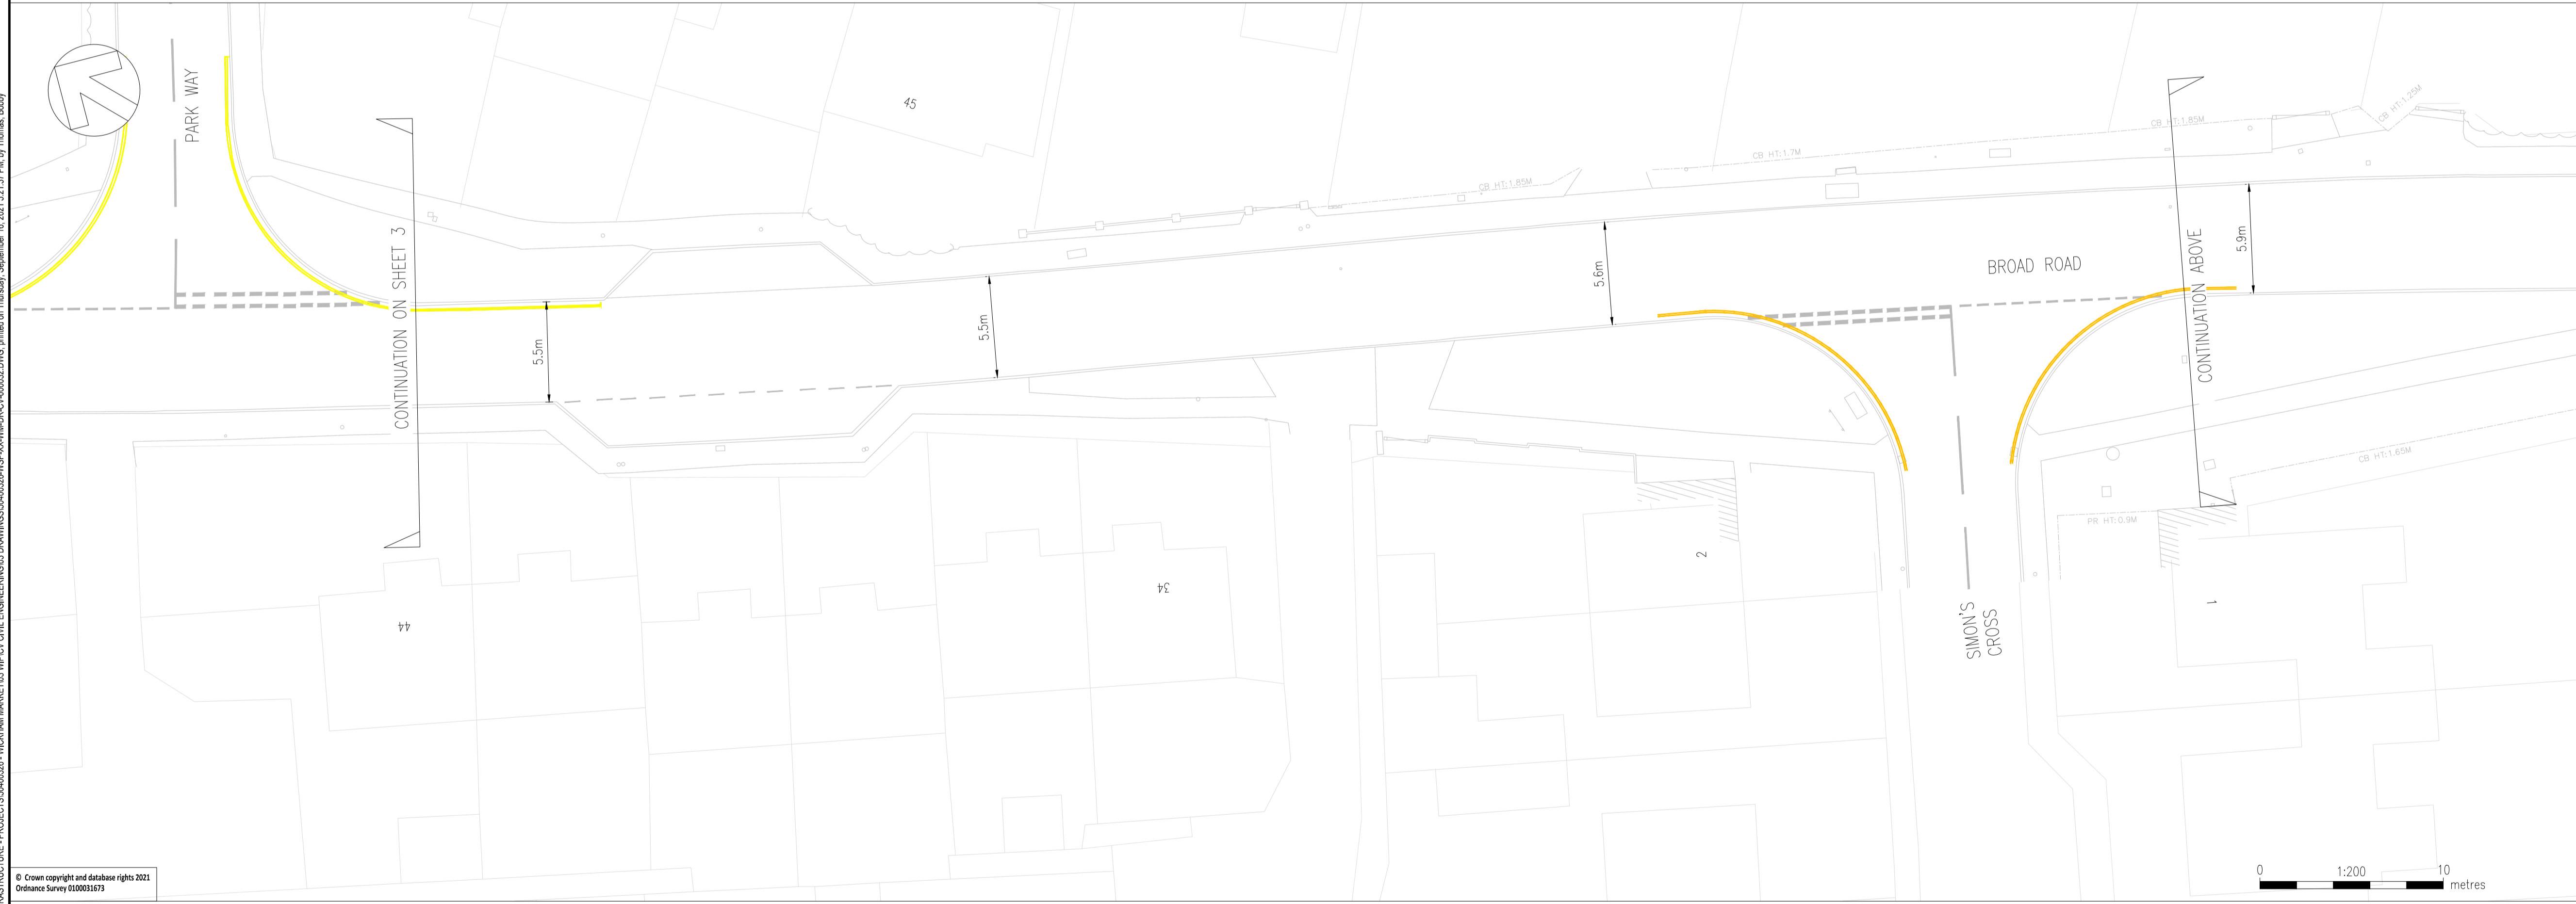 PARK WAY
45
CONTINUATION ON SHEET 3
5.5m
5.5m
CB HT:1.85M
CB HT:1.7M
5.6m
BROAD ROAD
CB HT:1.85M
CB HT:1.25M
CONTINUATION ABOVE
5.9m
CB HT:1.65M
PR HT:0.9M
44
34
2
1
SIMON'S
CROSS
© Crown copyright and database rights 2021
Ordnance Survey 0100031673
0 1:200 10
metres